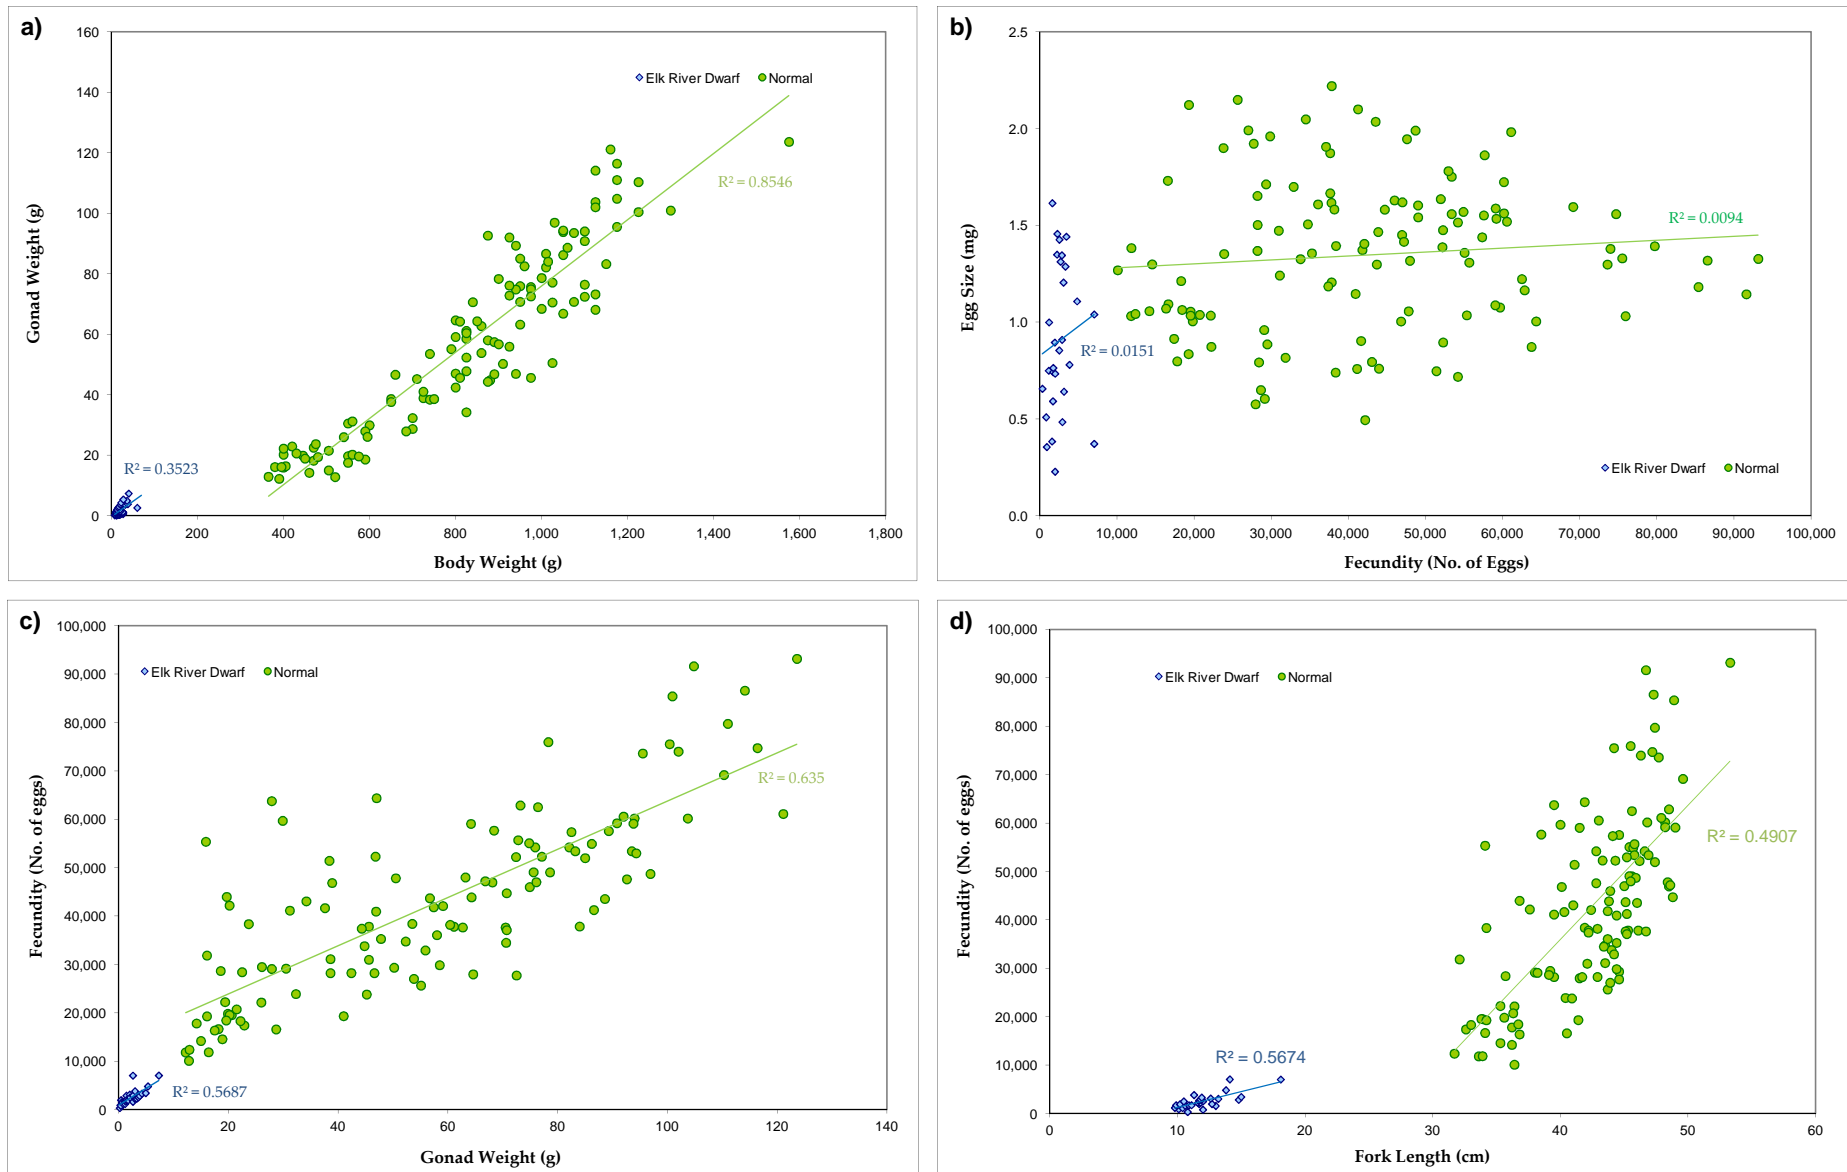 a)
160
140
120
100
80
60
40
20
0
Gonad Weight (g)
Elk River Dwarf Normal
R² = 0.8546
R² = 0.3523
0 200 400 600 800 1,000 1,200 1,400 1,600 1,800
Body Weight (g)
b)
2.5
2.0
1.5
1.0
0.5
0.0
Egg Size (mg)
R² = 0.0094
R² = 0.0151
Elk River Dwarf Normal
0 10,000 20,000 30,000 40,000 50,000 60,000 70,000 80,000 90,000 100,000
Fecundity (No. of Eggs)
c)
100,000
90,000
80,000
70,000
60,000
50,000
40,000
30,000
20,000
10,000
0
Fecundity (No. of eggs)
Elk River Dwarf Normal
R² = 0.635
R² = 0.5687
0 20 40 60 80 100 120 140
Gonad Weight (g)
d)
100,000
90,000
80,000
70,000
60,000
50,000
40,000
30,000
20,000
10,000
0
Fecundity (No. of eggs)
Elk River Dwarf Normal
R² = 0.4907
R² = 0.5674
0 10 20 30 40 50 60
Fork Length (cm)